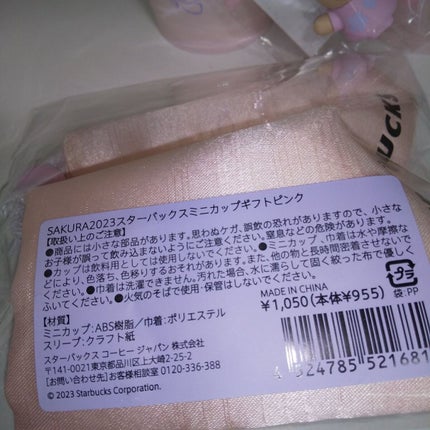 SAKURA2023スターバックスミニカップギフトピンク
【取扱い上のご注意】
●商品には小さな部品があります。思わぬケガ、誤飲の恐れがありますので、小さな
お子様が誤って飲み込まないようにご注意ください。窒息などの危険があります。
●カップは飲料用としては使用しないでください。●ミニカップ、巾着は水や摩擦な
どにより、色落ち、色移りするおそれがあります。また、他の物と長時間密着させないで
ください。●巾着は洗濯できません。汚れた場合、水に濡らして固く絞った布で優しく
ふいてください。●火気のそばで使用・保管はしないでください。
【材質】
ミニカップ:ABS樹脂/巾着:ポリエステル
スリーブ:クラフト紙
スターバックス コーヒー ジャパン 株式会社
〒141-0021東京都品川区上大崎2-25-2
【お問い合わせ先】お客様相談室 0120-336-388
© 2023 Starbucks Corporation.
MADE IN CHINA
¥1,050(本体¥955)
4 524785 521681
プラ
袋:PP
UCKS